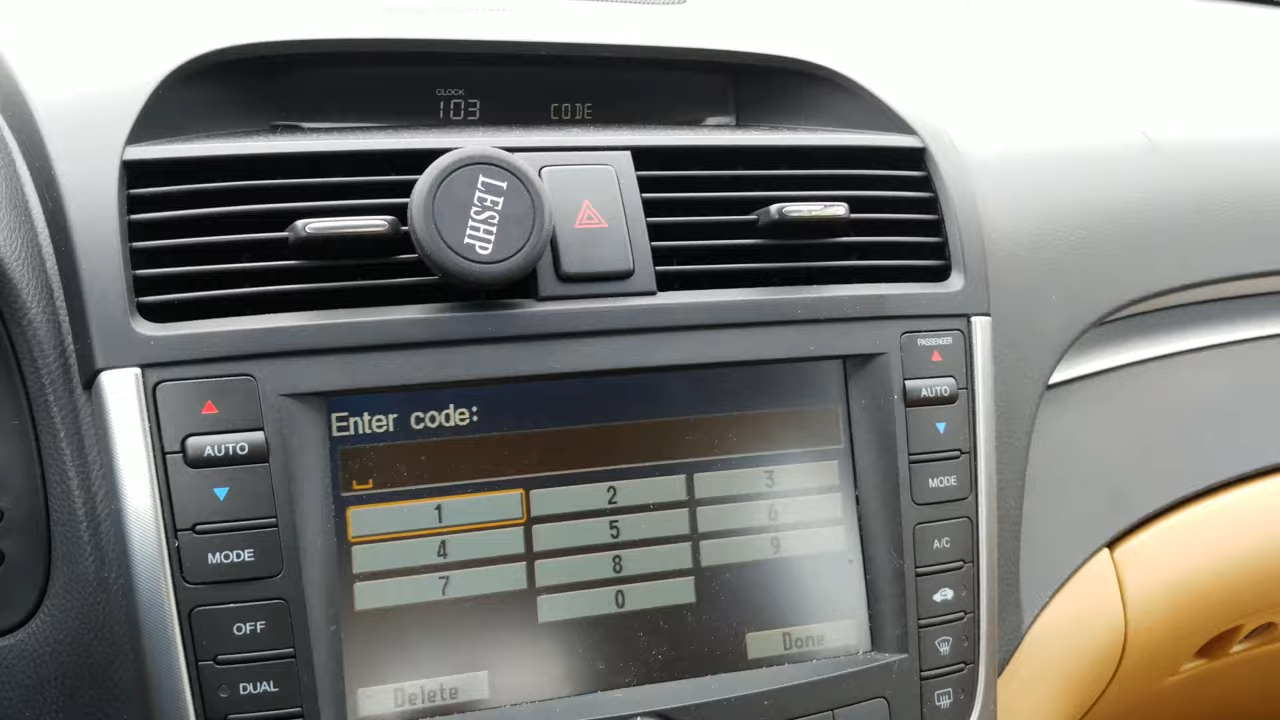 CLOCK
103 CODE
LESHP
PASSENGER
AUTO
MODE
A/C
Enter code:
1 2 3
4 5 6
7 8 9
0
Delete Done
AUTO
MODE
OFF
DUAL